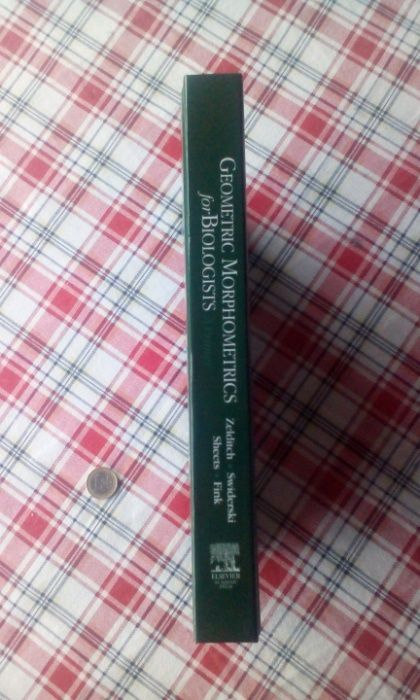 GEOMETRIC MORPHOMETRICS
for BIOLOGISTS
Zelditch · Swiderski
Sheets · Fink
ELSEVIER